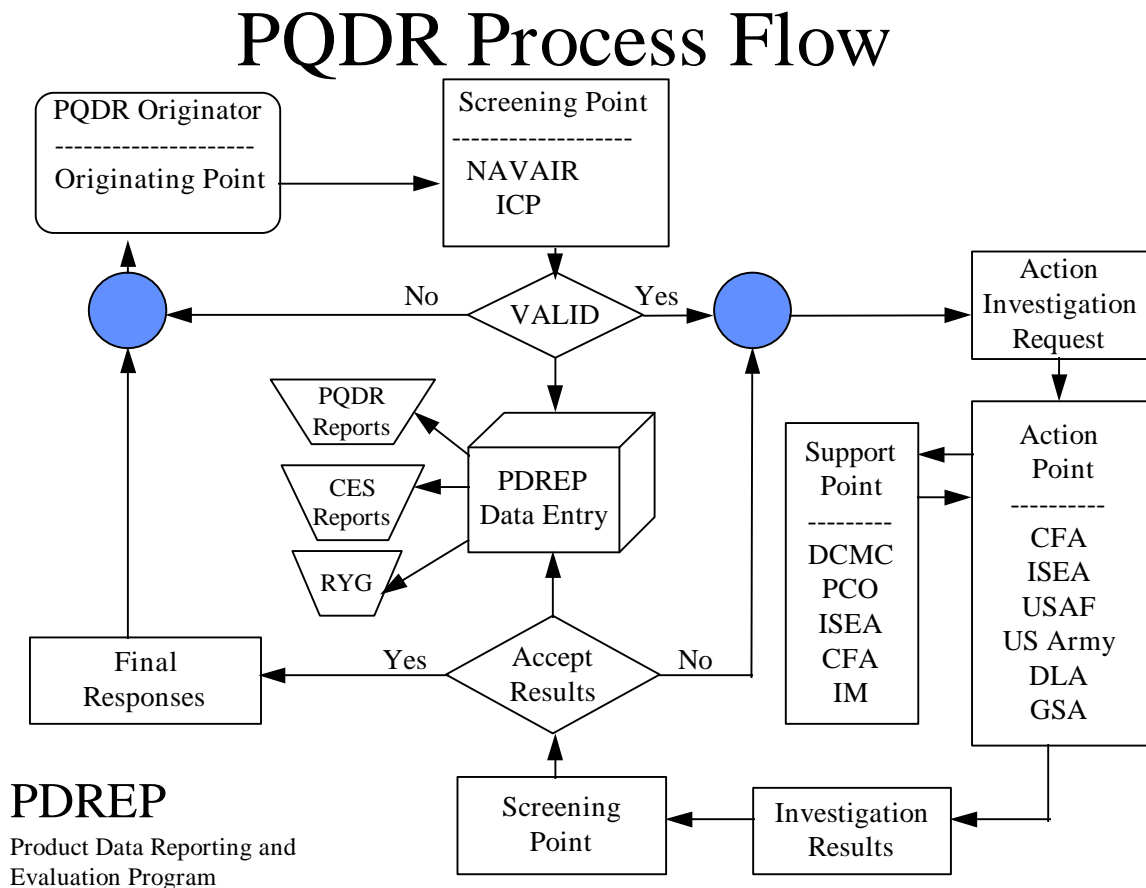 PQDR Process Flow
PQDR Originator
----------------------
Originating Point
Screening Point
--------------------
NAVAIR
ICP
No
VALID
Yes
Action
Investigation
Request
PQDR
Reports
CES
Reports
RYG
PDREP
Data Entry
Support
Point
---------
DCMC
PCO
ISEA
CFA
IM
Action
Point
----------
CFA
ISEA
USAF
US Army
DLA
GSA
Final
Responses
Yes
Accept
Results
No
Screening
Point
Investigation
Results
PDREP
Product Data Reporting and
Evaluation Program